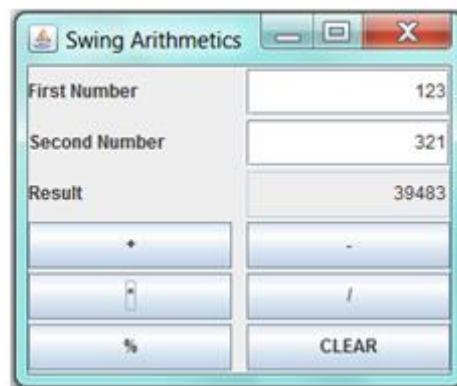 Swing Arithmetics
First Number 123
Second Number 321
Result 39483
+ -
* /
% CLEAR